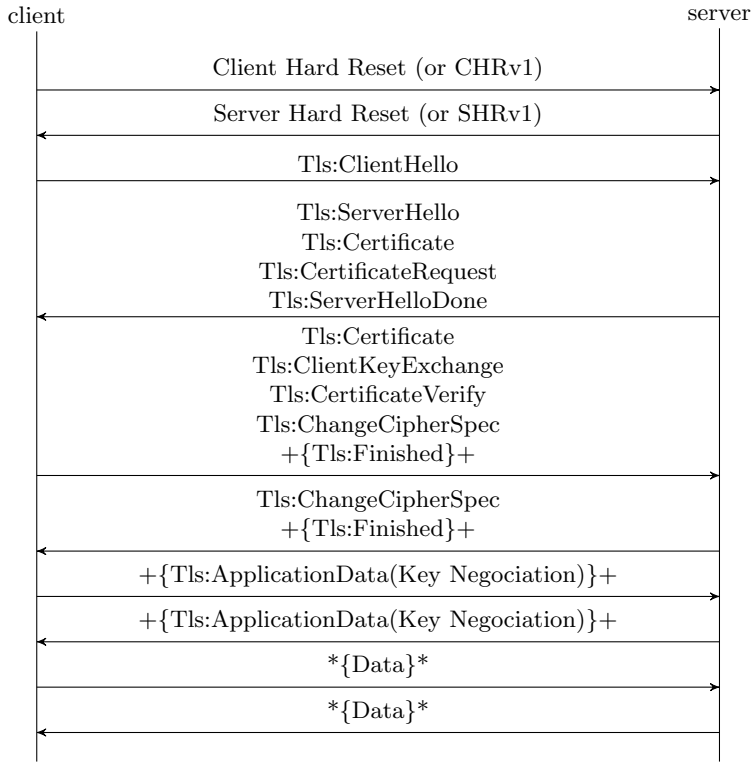 client
server
Client Hard Reset (or CHRv1)
Server Hard Reset (or SHRv1)
Tls:ClientHello
Tls:ServerHello
Tls:Certificate
Tls:CertificateRequest
Tls:ServerHelloDone
Tls:Certificate
Tls:ClientKeyExchange
Tls:CertificateVerify
Tls:ChangeCipherSpec
+{Tls:Finished}+
Tls:ChangeCipherSpec
+{Tls:Finished}+
+{Tls:ApplicationData(Key Negociation)}+
+{Tls:ApplicationData(Key Negociation)}+
*{Data}*
*{Data}*